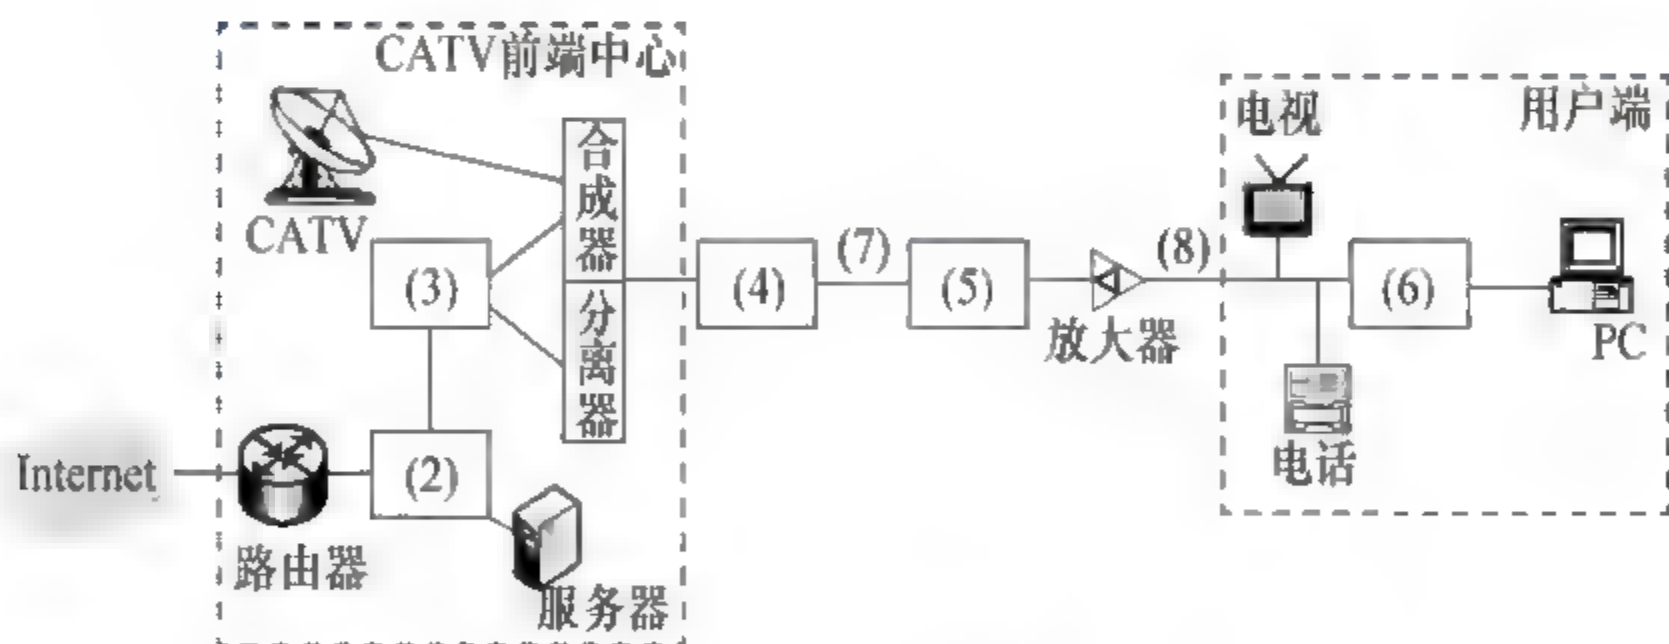 CATV前端中心
CATV
合成器
分离器
(3)
(2)
Internet
路由器
服务器
(4)
(7)
(5)
放大器
(8)
用户端
电视
(6)
PC
电话